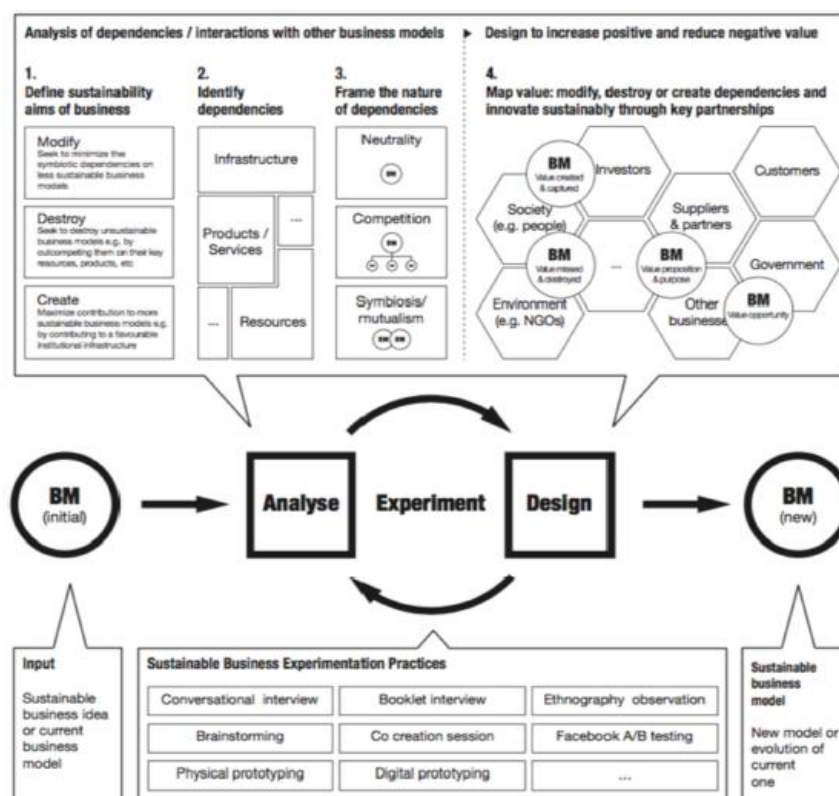 Analysis of dependencies / interactions with other business models
Design to increase positive and reduce negative value
1.
Define sustainability
aims of business
2.
Identify
dependencies
3.
Frame the nature
of dependencies
4.
Map value: modify, destroy or create dependencies and
innovate sustainably through key partnerships
Modify
Seek to minimize the
symbiotic dependencies on
less sustainable business
models
Destroy
Seek to destroy unsustainable
business models e.g. by
outcompeting them on their key
resources, products, etc
Create
Maximize contribution to more
sustainable business models e.g.
by contributing to a favourable
institutional infrastructure
Infrastructure
...
Products /
Services
...
Resources
Neutrality
BM
Competition
BM
Symbiosis/
mutualism
BM BM
BM
Value created
& captured
Investors
Customers
Society
(e.g. people)
Suppliers
& partners
BM
Value missed
& destroyed
...
BM
Value proposition
& purpose
Government
Environment
(e.g. NGOs)
Other
businesse
BM
Value opportunity
BM
(initial)
Analyse
Experiment
Design
BM
(new)
Input
Sustainable
business idea
or current
business
model
Sustainable Business Experimentation Practices
Conversational interview
Booklet interview
Ethnography observation
Brainstorming
Co creation session
Facebook A/B testing
Physical prototyping
Digital prototyping
...
Sustainable
business
model
New model or
evolution of
current
one